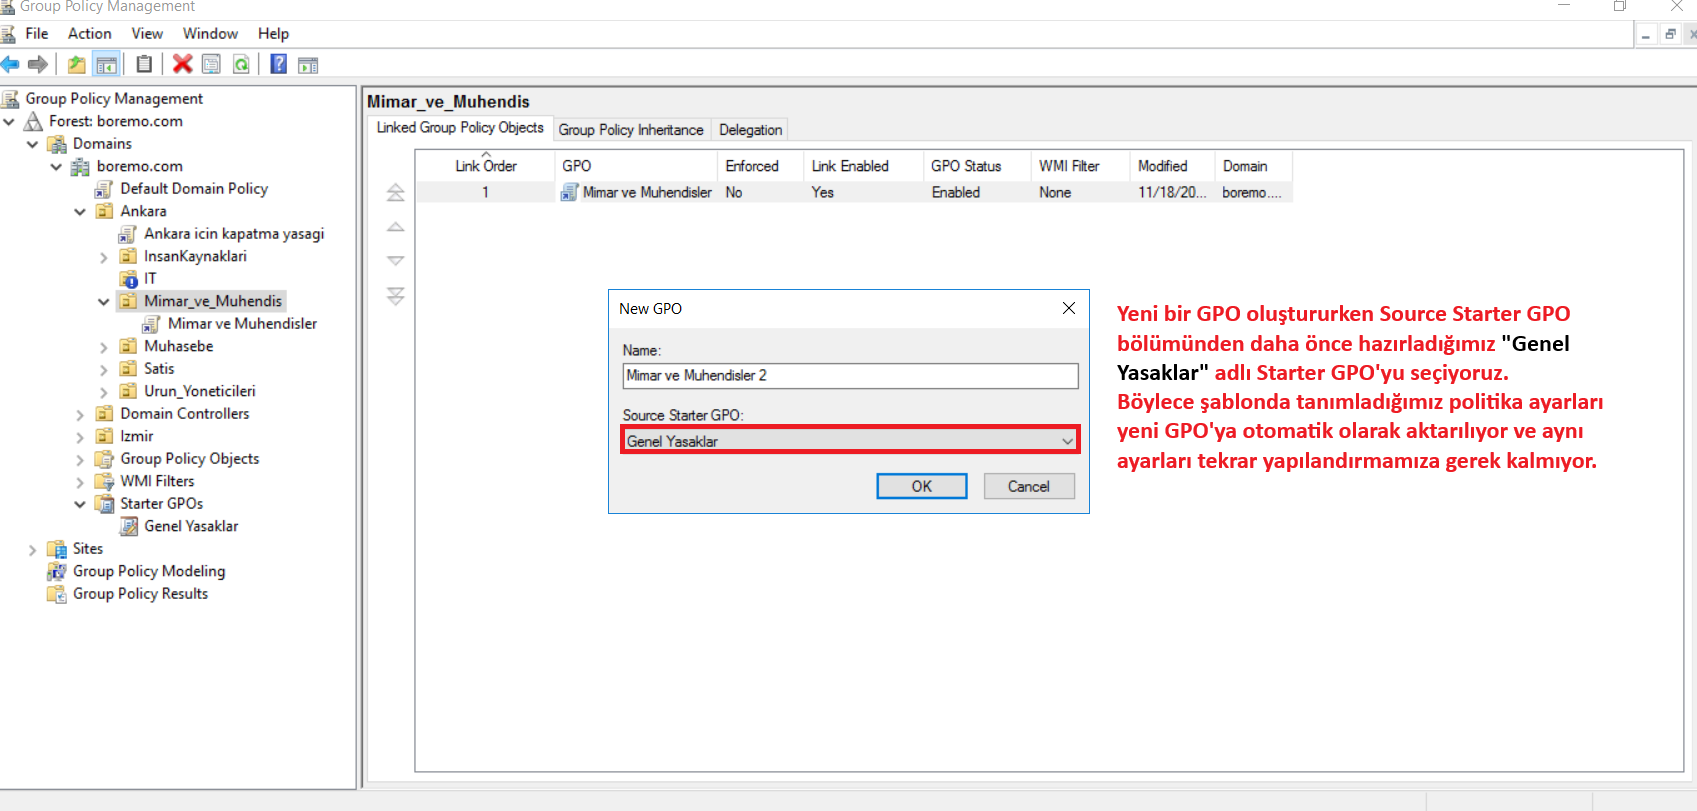 Group Policy Management
File Action View Window Help
Group Policy Management
Forest: boremo.com
Domains
boremo.com
Default Domain Policy
Ankara
Ankara icin kapatma yasagi
InsanKaynaklari
IT
Mimar_ve_Muhendis
Mimar ve Muhendisler
Muhasebe
Satis
Urun_Yoneticileri
Domain Controllers
Izmir
Group Policy Objects
WMI Filters
Starter GPOs
Genel Yasaklar
Sites
Group Policy Modeling
Group Policy Results
Mimar_ve_Muhendis
Linked Group Policy Objects Group Policy Inheritance Delegation
Link Order GPO Enforced Link Enabled GPO Status WMI Filter Modified Domain
1 Mimar ve Muhendisler No Yes Enabled None 11/18/20... boremo....
New GPO
Name:
Mimar ve Muhendisler 2
Source Starter GPO:
Genel Yasaklar
OK Cancel
Yeni bir GPO oluştururken Source Starter GPO
bölümünden daha önce hazırladığımız "Genel
Yasaklar" adlı Starter GPO'yu seçiyoruz.
Böylece şablonda tanımladığımız politika ayarları
yeni GPO'ya otomatik olarak aktarılıyor ve aynı
ayarları tekrar yapılandırmamıza gerek kalmıyor.